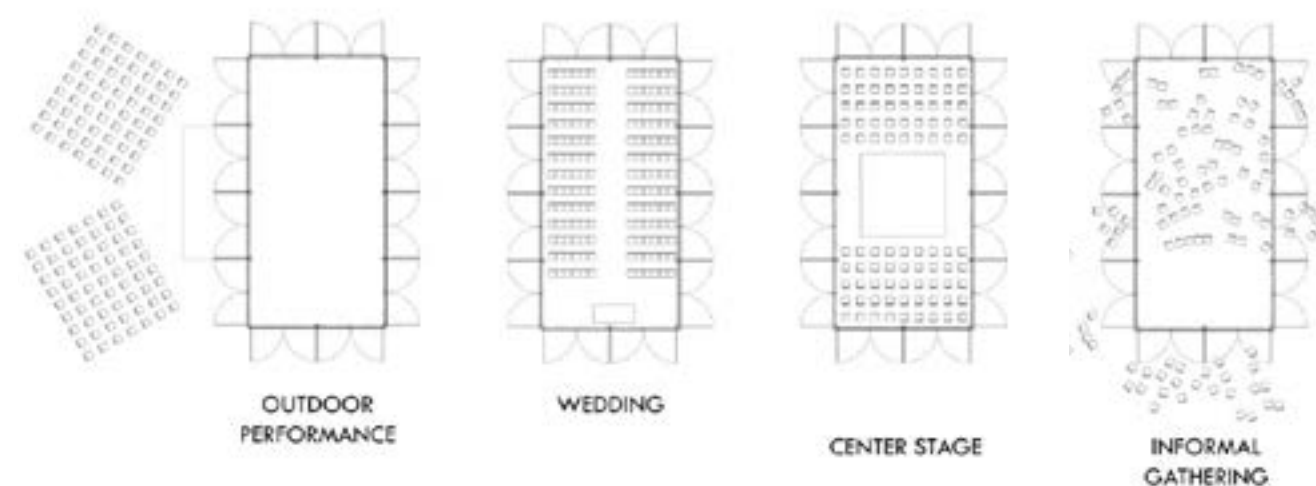 OUTDOOR
PERFORMANCE
WEDDING
CENTER STAGE
INFORMAL
GATHERING